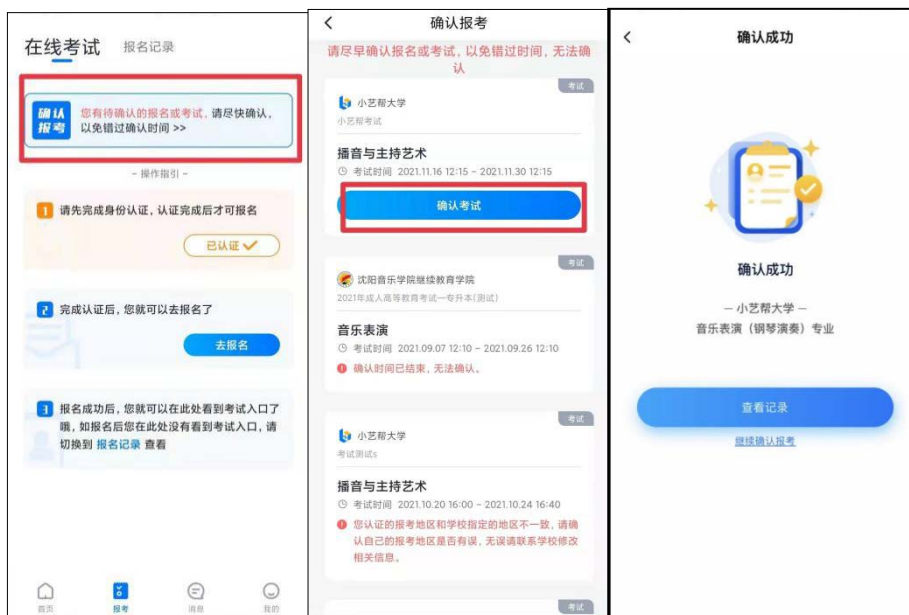 在线考试 报名记录
确认
报考
您有待确认的报名或考试，请尽快确认，
以免错过确认时间 >>
- 操作指引 -
1 请先完成身份认证，认证完成后才可报名
已认证
2 完成认证后，您就可以去报名了
去报名
3 报名成功后，您就可以在此处看到考试入口了
哦，如报名后您在此处没有看到考试入口，请
切换到 报名记录 查看
首页 报考 消息 我的
确认报考
请尽早确认报名或考试，以免错过时间，无法确
认
考试
小艺帮大学
小艺帮考试
播音与主持艺术
考试时间 2021.11.16 12:15 - 2021.11.30 12:15
确认考试
考试
沈阳音乐学院继续教育学院
2021年成人高等教育考试—专升本(测试)
音乐表演
考试时间 2021.09.07 12:10 - 2021.09.26 12:10
确认时间已结束，无法确认。
考试
小艺帮大学
考试测试s
播音与主持艺术
考试时间 2021.10.20 16:00 - 2021.10.24 16:40
您认证的报考地区和学校指定的地区不一致，请确
认自己的报考地区是否有误，无误请联系学校修改
相关信息。
考试
确认成功
确认成功
— 小艺帮大学 —
音乐表演（钢琴演奏）专业
查看记录
继续确认报考